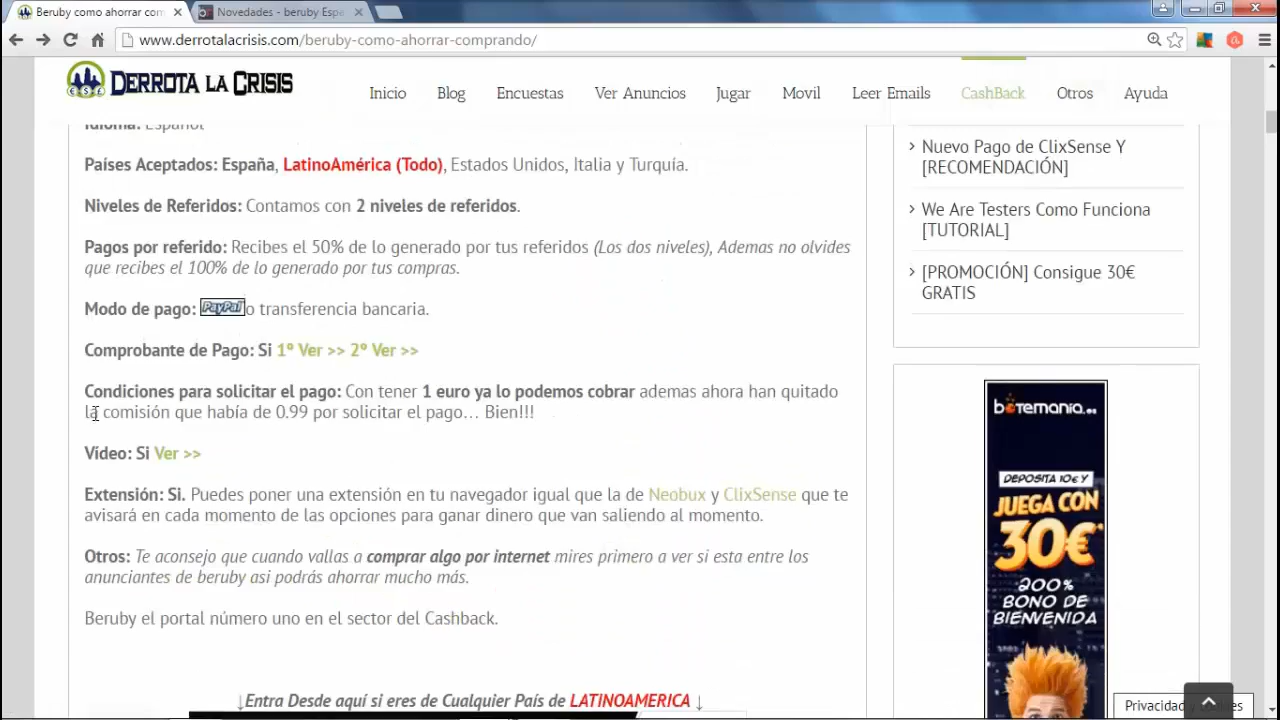 Beruby como ahorrar com
Novedades - beruby Espa
www.derrotalacrisis.com/beruby-como-ahorrar-comprando/
DERROTA LA CRISIS
Inicio
Blog
Encuestas
Ver Anuncios
Jugar
Movil
Leer Emails
CashBack
Otros
Ayuda
Idioma: Español
Países Aceptados: España, LatinoAmérica (Todo), Estados Unidos, Italia y Turquía.
Niveles de Referidos: Contamos con 2 niveles de referidos.
Pagos por referido: Recibes el 50% de lo generado por tus referidos (Los dos niveles), Ademas no olvides
que recibes el 100% de lo generado por tus compras.
Modo de pago: PayPal o transferencia bancaria.
Comprobante de Pago: Si 1º Ver >> 2º Ver >>
Condiciones para solicitar el pago: Con tener 1 euro ya lo podemos cobrar ademas ahora han quitado
la comisión que había de 0.99 por solicitar el pago… Bien!!!
Vídeo: Si Ver >>
Extensión: Si. Puedes poner una extensión en tu navegador igual que la de Neobux y ClixSense que te
avisará en cada momento de las opciones para ganar dinero que van saliendo al momento.
Otros: Te aconsejo que cuando vallas a comprar algo por internet mires primero a ver si esta entre los
anunciantes de beruby asi podrás ahorrar mucho más.
Beruby el portal número uno en el sector del Cashback.
↓Entra Desde aquí si eres de Cualquier País de LATINOAMERICA ↓
Nuevo Pago de ClixSense Y
[RECOMENDACIÓN]
We Are Testers Como Funciona
[TUTORIAL]
[PROMOCIÓN] Consigue 30€
GRATIS
botemania.es
DEPOSITA 10€ Y
JUEGA CON
30€*
200%
BONO DE
BIENVENIDA
Privacidad y cookies